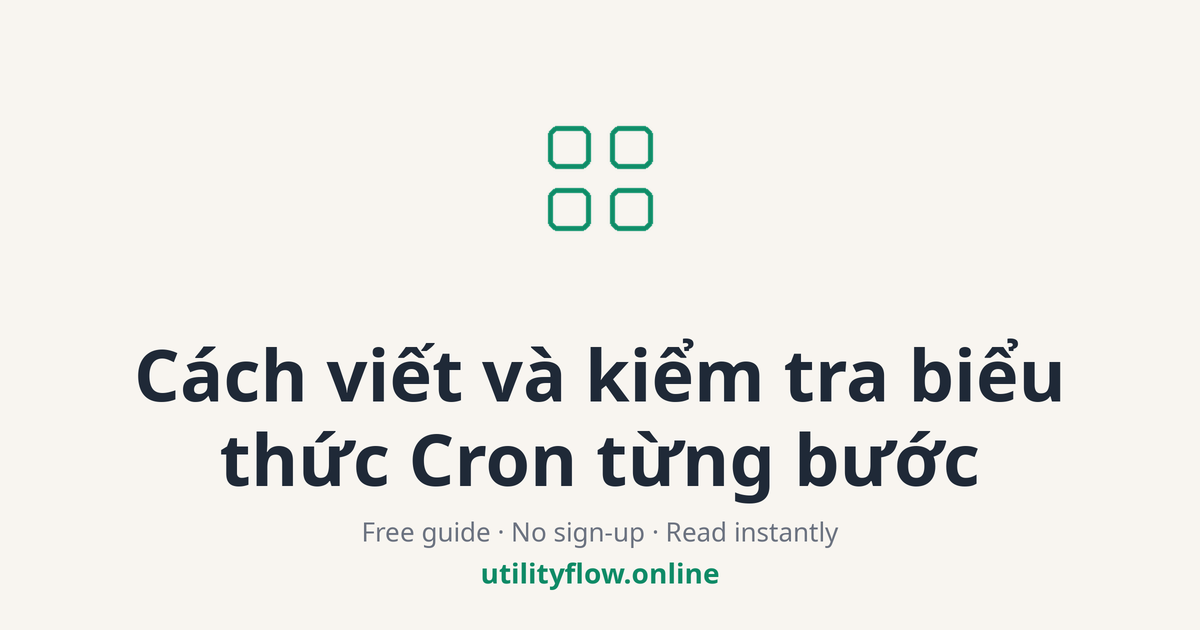 Cách viết và kiểm tra biểu
thức Cron từng bước
Free guide · No sign-up · Read instantly
utilityflow.online